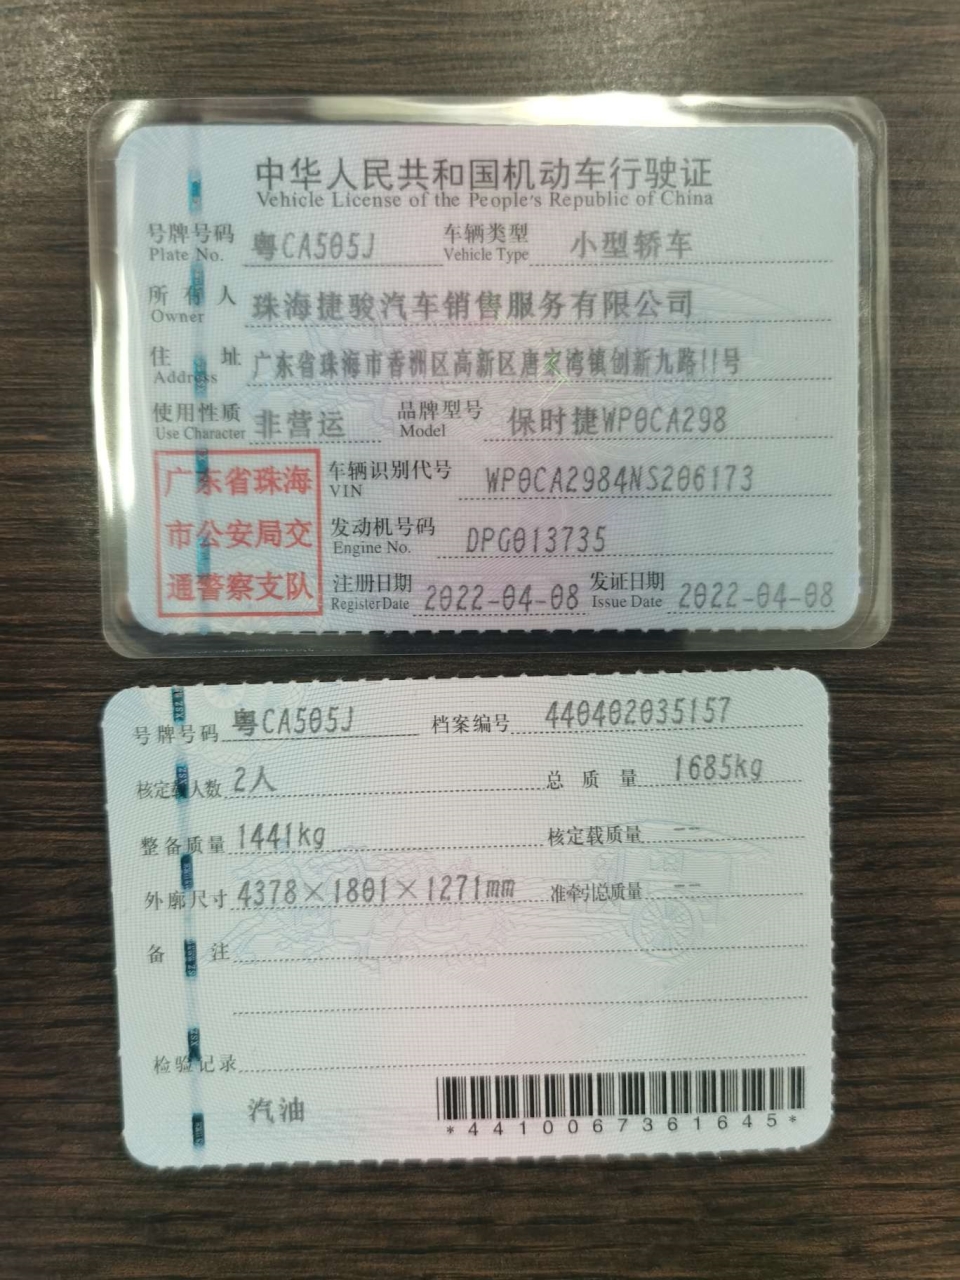 中华人民共和国机动车行驶证
Vehicle License of the People's Republic of China
号牌号码 粤CA505J 车辆类型 小型轿车
Plate No. Vehicle Type
所有人 珠海捷骏汽车销售服务有限公司
Owner
住址 广东省珠海市香洲区高新区唐家湾镇创新九路11号
Address
使用性质 非营运 品牌型号 保时捷WP0CA298
Use Character Model
广东省珠海
市公安局交
通警察支队
车辆识别代号 WP0CA2984NS206173
VIN
发动机号码 DPG013735
Engine No.
注册日期 2022-04-08 发证日期 2022-04-08
Register Date Issue Date
号牌号码 粤CA505J 档案编号 440402035157
核定载人数 2人 总质量 1685kg
整备质量 1441kg 核定载质量 --
外廓尺寸 4378×1801×1271mm 准牵引总质量 --
备注
检验记录
汽油
*4410067361645*